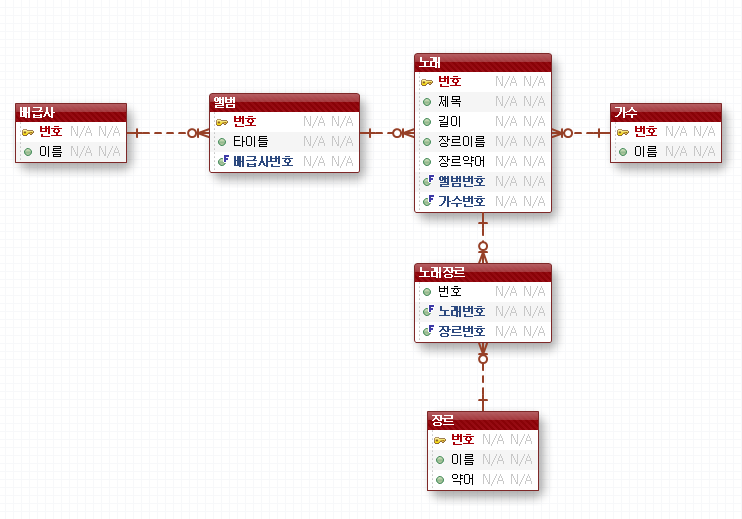 배급사
번호 N/A N/A
이름 N/A N/A
앨범
번호 N/A N/A
타이틀 N/A N/A
배급사번호 N/A N/A
노래
번호 N/A N/A
제목 N/A N/A
길이 N/A N/A
장르이름 N/A N/A
장르약어 N/A N/A
앨범번호 N/A N/A
가수번호 N/A N/A
가수
번호 N/A N/A
이름 N/A N/A
노래장르
번호 N/A N/A
노래번호 N/A N/A
장르번호 N/A N/A
장르
번호 N/A N/A
이름 N/A N/A
약어 N/A N/A